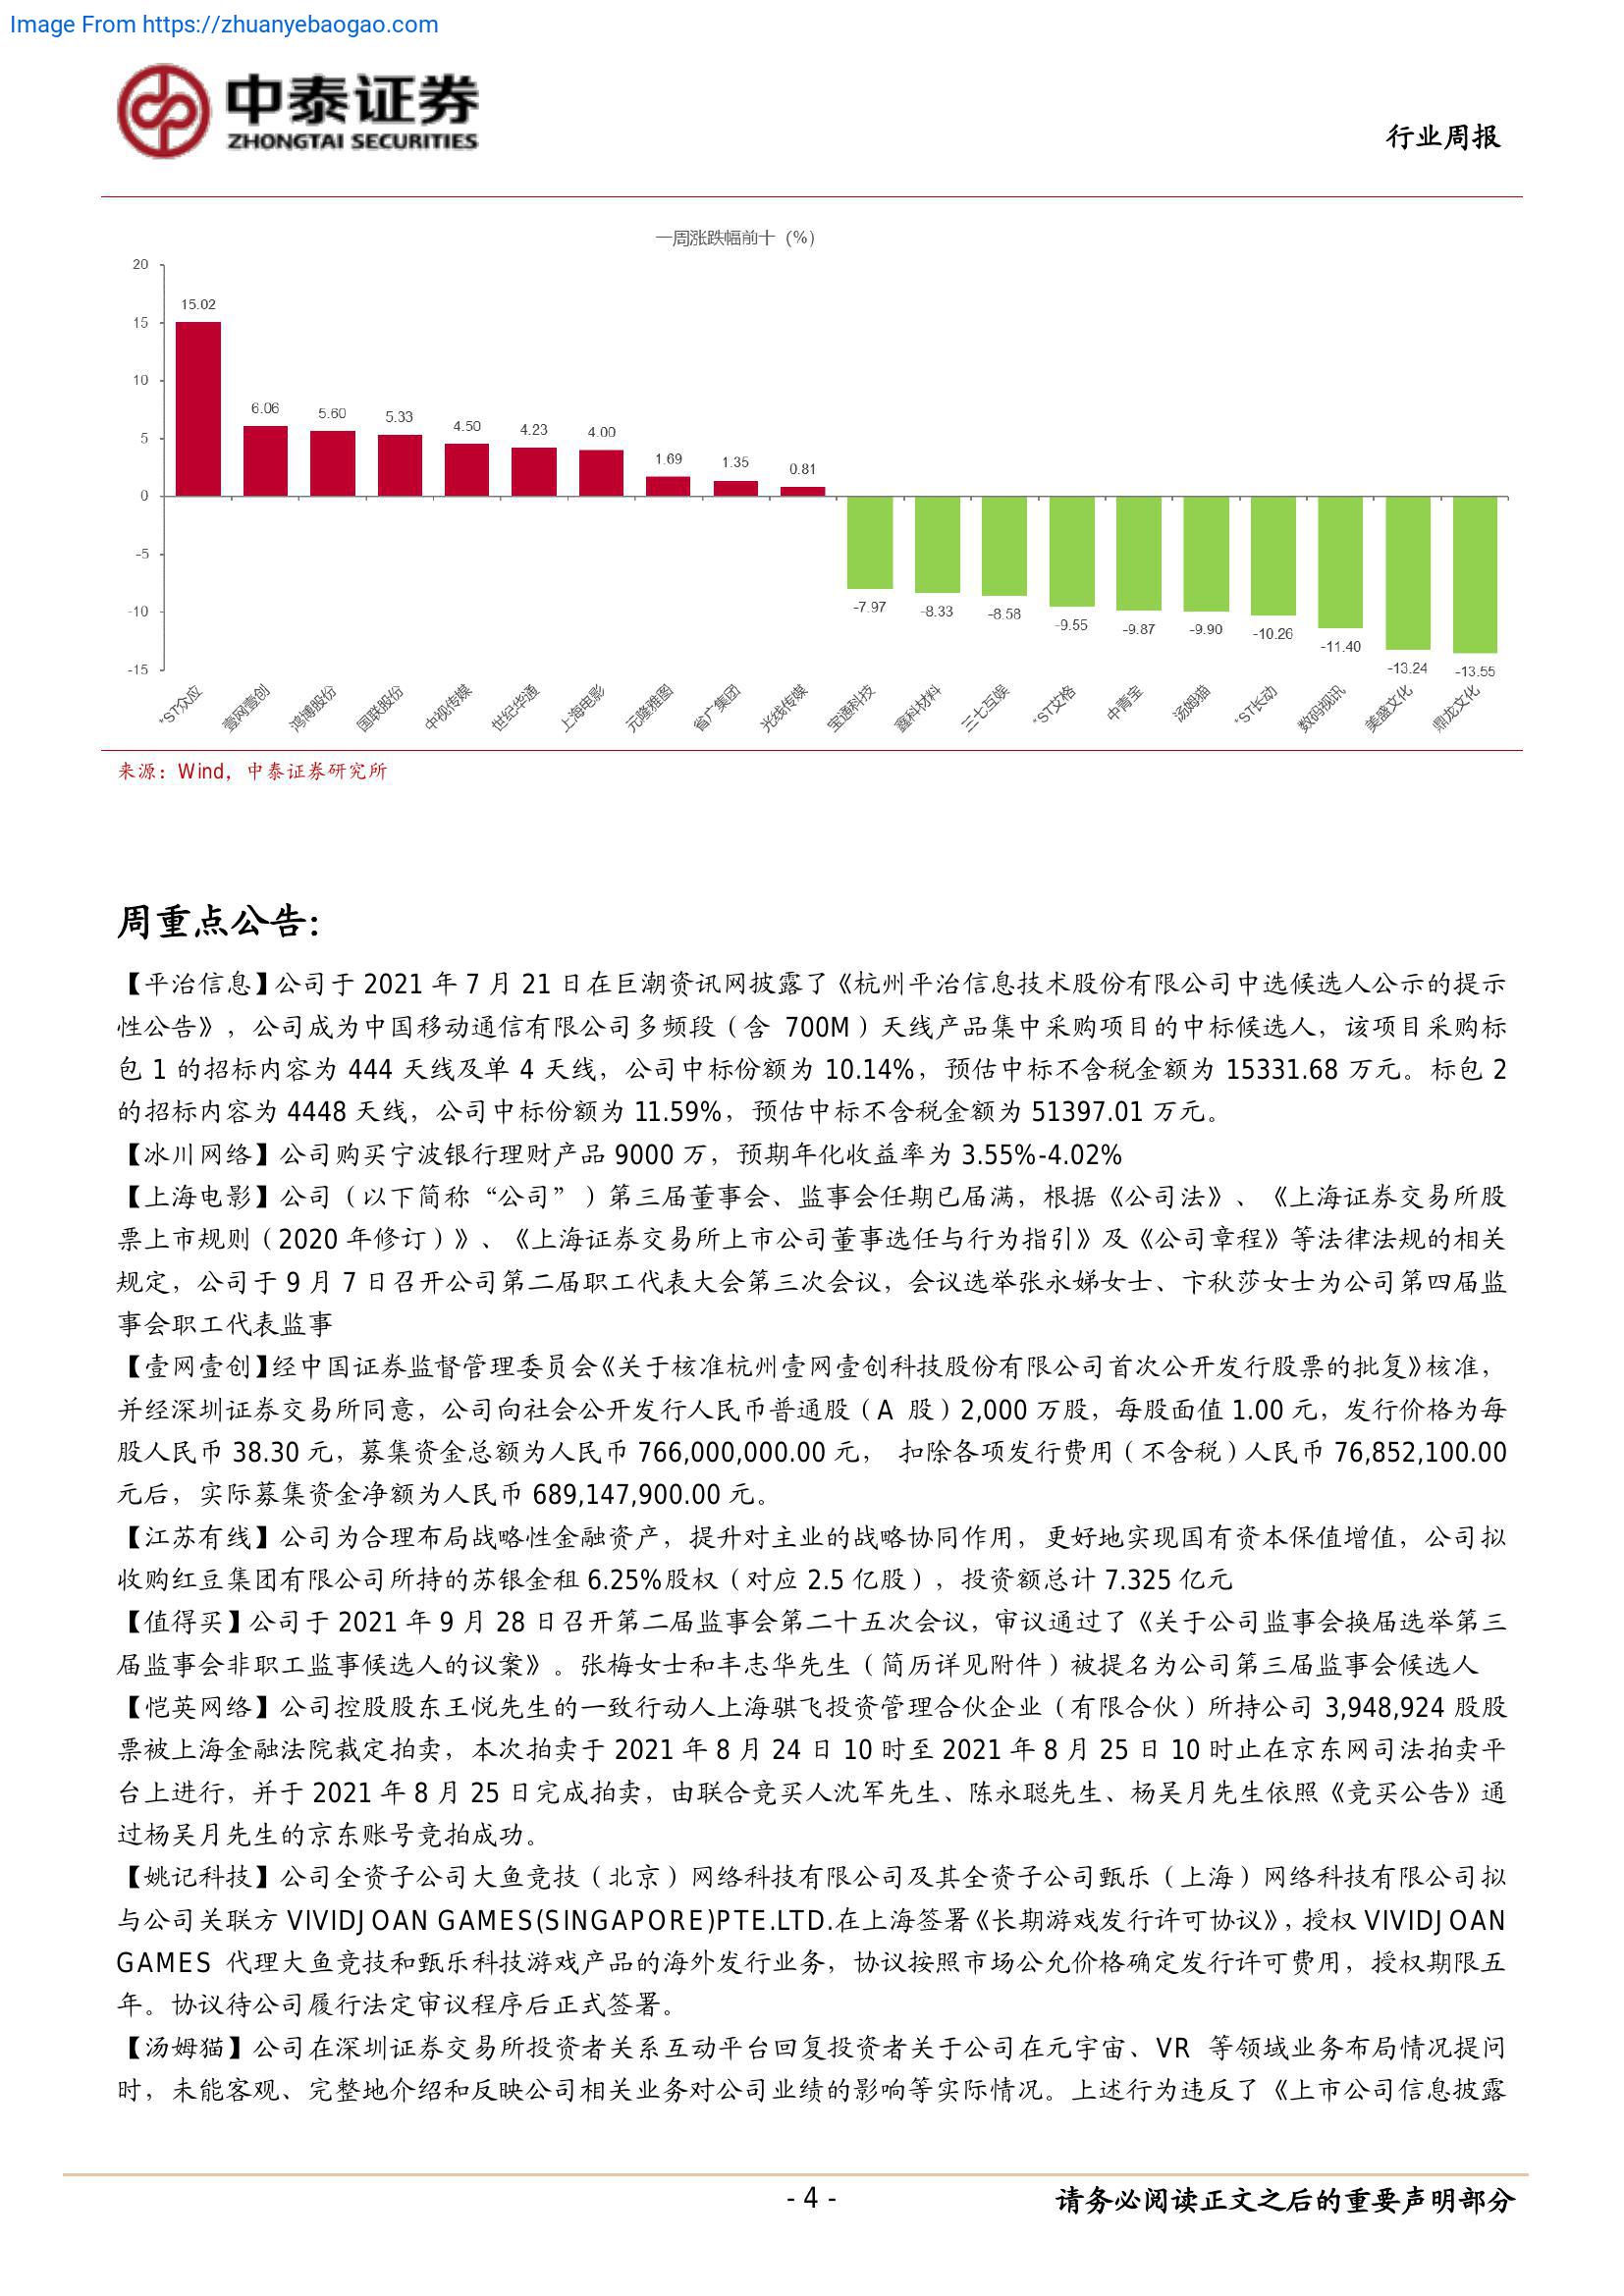 Image From https://zhuanyebaogao.com
中泰证券
ZHONGTAI SECURITIES
行业周报
一周涨跌幅前十（%）
20
15
10
5
0
-5
-10
-15
15.02
6.06
5.60
5.33
4.50
4.23
4.00
1.69
1.35
0.81
-7.97
-8.33
-8.58
-9.55
-9.87
-9.90
-10.26
-11.40
-13.24
-13.55
*ST众应
壹网壹创
鸿博股份
国联股份
中视传媒
世纪华通
上海电影
元隆雅图
省广集团
光线传媒
宝通科技
鑫科材料
三七互娱
*ST艾格
中青宝
汤姆猫
*ST长动
数码视讯
美盛文化
鼎龙文化
来源：Wind，中泰证券研究所
周重点公告：
【平治信息】公司于 2021 年 7 月 21 日在巨潮资讯网披露了《杭州平治信息技术股份有限公司中选候选人公示的提示
性公告》，公司成为中国移动通信有限公司多频段（含 700M）天线产品集中采购项目的中标候选人，该项目采购标
包 1 的招标内容为 444 天线及单 4 天线，公司中标份额为 10.14%，预估中标不含税金额为 15331.68 万元。标包 2
的招标内容为 4448 天线，公司中标份额为 11.59%，预估中标不含税金额为 51397.01 万元。
【冰川网络】公司购买宁波银行理财产品 9000 万，预期年化收益率为 3.55%-4.02%
【上海电影】公司（以下简称“公司”）第三届董事会、监事会任期已届满，根据《公司法》、《上海证券交易所股
票上市规则（2020 年修订）》、《上海证券交易所上市公司董事选任与行为指引》及《公司章程》等法律法规的相关
规定，公司于 9 月 7 日召开公司第二届职工代表大会第三次会议，会议选举张永娣女士、卞秋莎女士为公司第四届监
事会职工代表监事
【壹网壹创】经中国证券监督管理委员会《关于核准杭州壹网壹创科技股份有限公司首次公开发行股票的批复》核准，
并经深圳证券交易所同意，公司向社会公开发行人民币普通股（A 股）2,000 万股，每股面值 1.00 元，发行价格为每
股人民币 38.30 元，募集资金总额为人民币 766,000,000.00 元， 扣除各项发行费用（不含税）人民币 76,852,100.00
元后，实际募集资金净额为人民币 689,147,900.00 元。
【江苏有线】公司为合理布局战略性金融资产，提升对主业的战略协同作用，更好地实现国有资本保值增值，公司拟
收购红豆集团有限公司所持的苏银金租 6.25%股权（对应 2.5 亿股），投资额总计 7.325 亿元
【值得买】公司于 2021 年 9 月 28 日召开第二届监事会第二十五次会议，审议通过了《关于公司监事会换届选举第三
届监事会非职工监事候选人的议案》。张梅女士和丰志华先生（简历详见附件）被提名为公司第三届监事会候选人
【恺英网络】公司控股股东王悦先生的一致行动人上海骐飞投资管理合伙企业（有限合伙）所持公司 3,948,924 股股
票被上海金融法院裁定拍卖，本次拍卖于 2021 年 8 月 24 日 10 时至 2021 年 8 月 25 日 10 时止在京东网司法拍卖平
台上进行，并于 2021 年 8 月 25 日完成拍卖，由联合竞买人沈军先生、陈永聪先生、杨吴月先生依照《竞买公告》通
过杨吴月先生的京东账号竞拍成功。
【姚记科技】公司全资子公司大鱼竞技（北京）网络科技有限公司及其全资子公司甄乐（上海）网络科技有限公司拟
与公司关联方 VIVIDJOAN GAMES(SINGAPORE)PTE.LTD.在上海签署《长期游戏发行许可协议》，授权 VIVIDJOAN
GAMES 代理大鱼竞技和甄乐科技游戏产品的海外发行业务，协议按照市场公允价格确定发行许可费用，授权期限五
年。协议待公司履行法定审议程序后正式签署。
【汤姆猫】公司在深圳证券交易所投资者关系互动平台回复投资者关于公司在元宇宙、VR 等领域业务布局情况提问
时，未能客观、完整地介绍和反映公司相关业务对公司业绩的影响等实际情况。上述行为违反了《上市公司信息披露
- 4 -
请务必阅读正文之后的重要声明部分